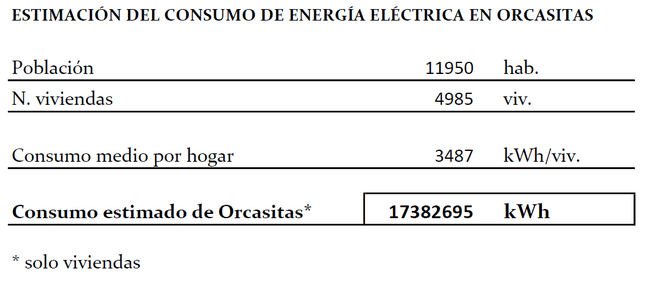 ESTIMACIÓN DEL CONSUMO DE ENERGÍA ELÉCTRICA EN ORCASITAS
Población 11950 hab.
N. viviendas 4985 viv.
Consumo medio por hogar 3487 kWh/viv.
Consumo estimado de Orcasitas* 17382695 kWh
* solo viviendas